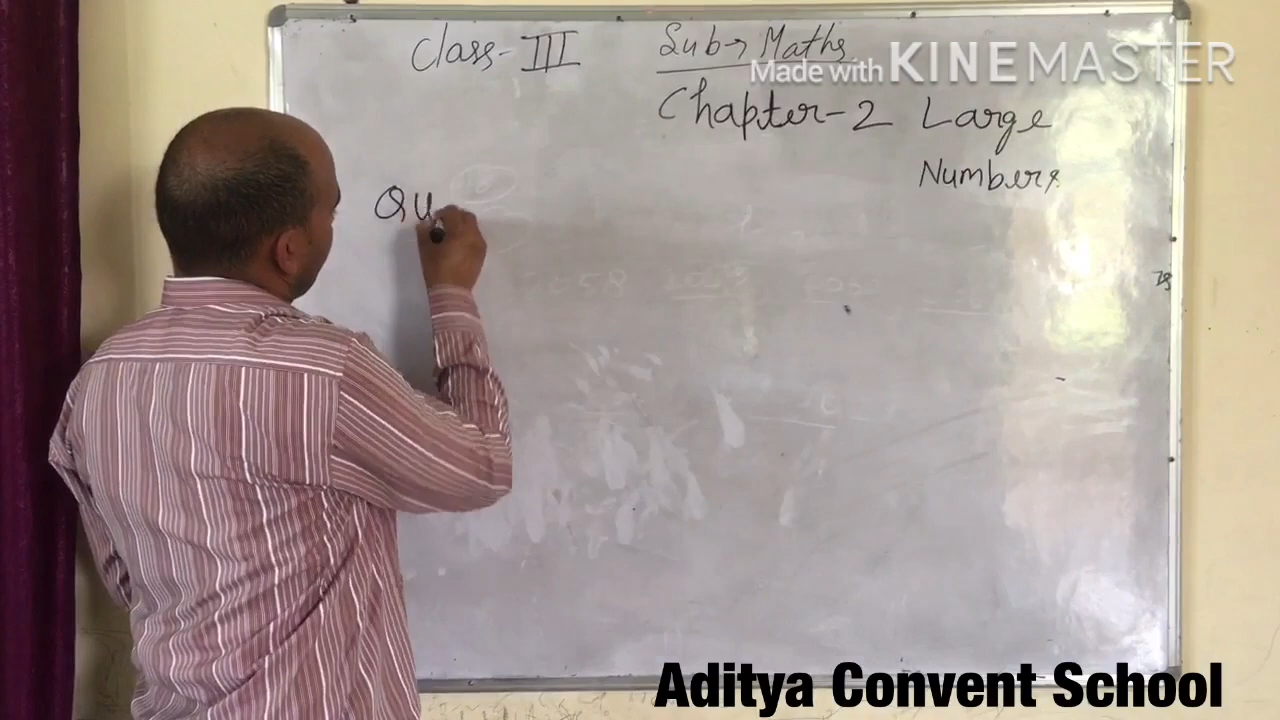 Class-III Sub→ Maths
Made with KINEMASTER
Chapter-2 Large
Numbers
QU
Aditya Convent School